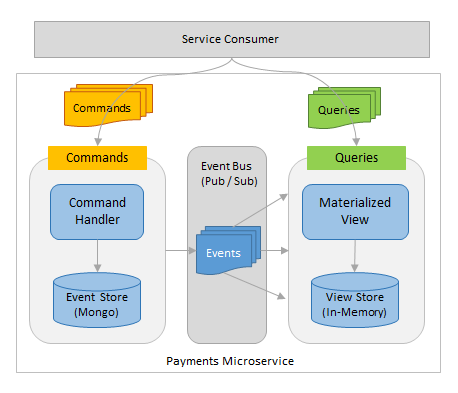 Service Consumer
Commands
Queries
Commands
Event Bus
(Pub / Sub)
Queries
Command
Handler
Materialized
View
Events
Event Store
(Mongo)
View Store
(In-Memory)
Payments Microservice